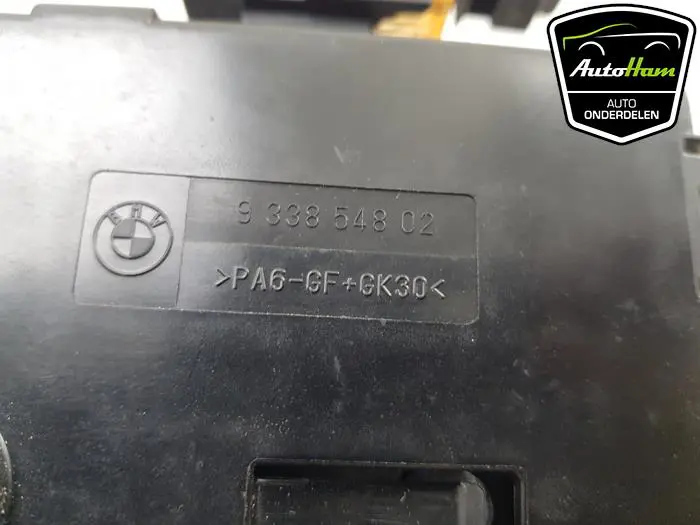 AutoHam
AUTO
ONDERDELEN
BMW
9 338 548 02
>PA6-GF+GK30<